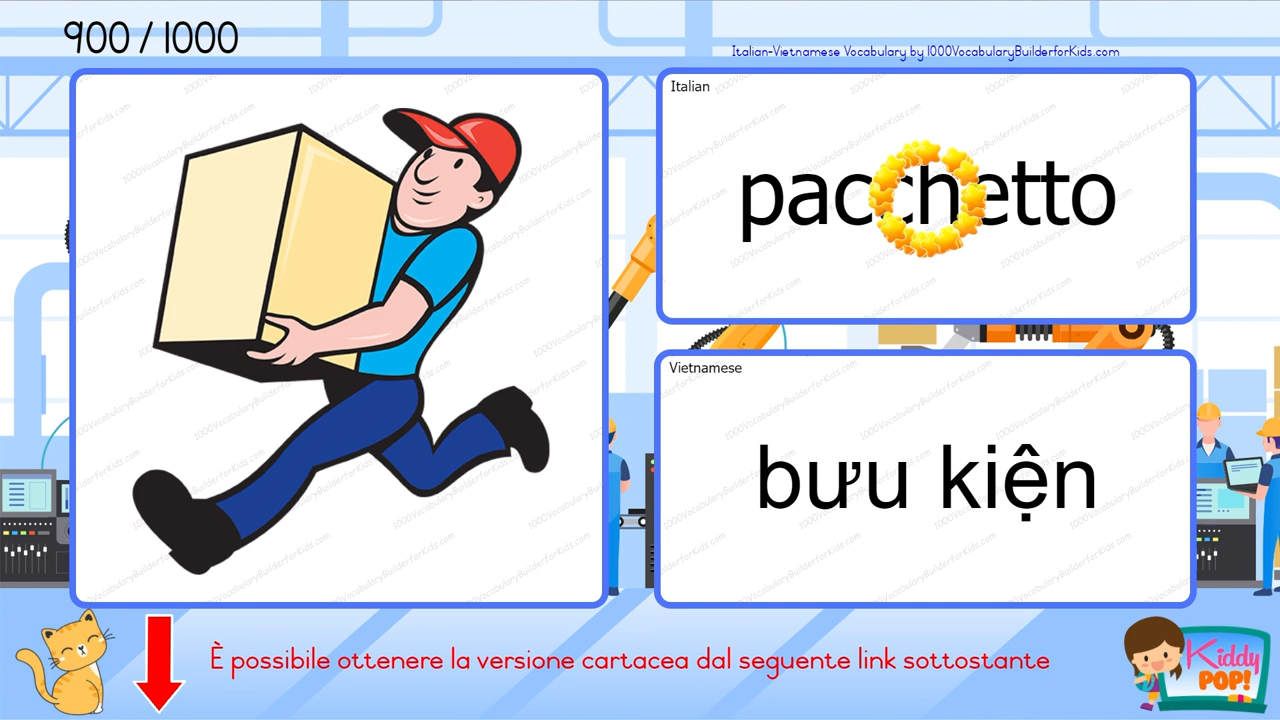 900 / 1000
Italian-Vietnamese Vocabulary by 1000VocabularyBuilderforKids.com
Italian
pacchetto
Vietnamese
bưu kiện
È possibile ottenere la versione cartacea dal seguente link sottostante
Kiddy
POP!